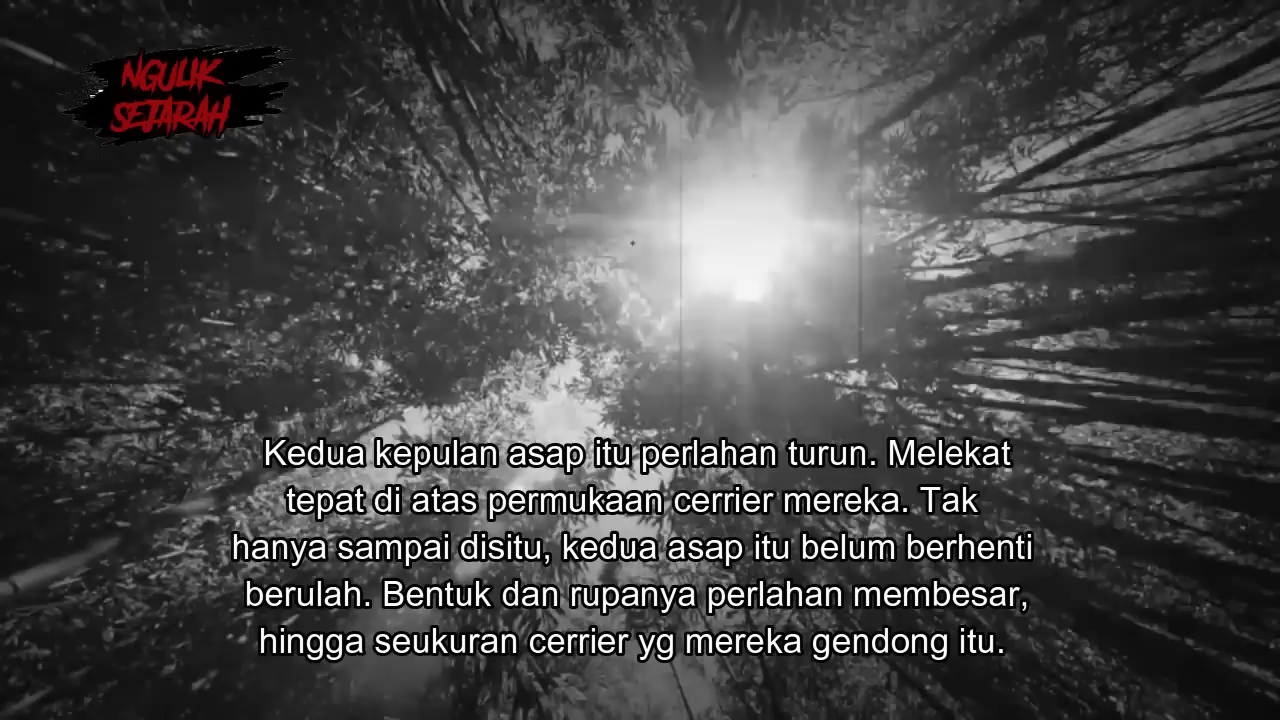 NGULIK
SEJARAH
Kedua kepulan asap itu perlahan turun. Melekat
tepat di atas permukaan cerrier mereka. Tak
hanya sampai disitu, kedua asap itu belum berhenti
berulah. Bentuk dan rupanya perlahan membesar,
hingga seukuran cerrier yg mereka gendong itu.